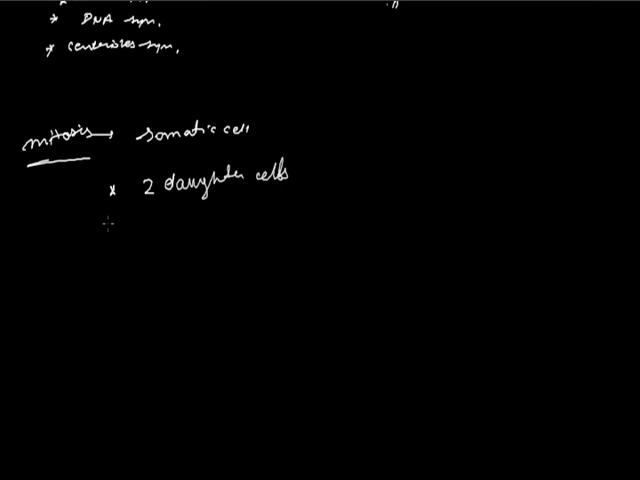 * DNA syn.
* centrioles syn.
mitosis → somatic cell
* 2 daughter cells